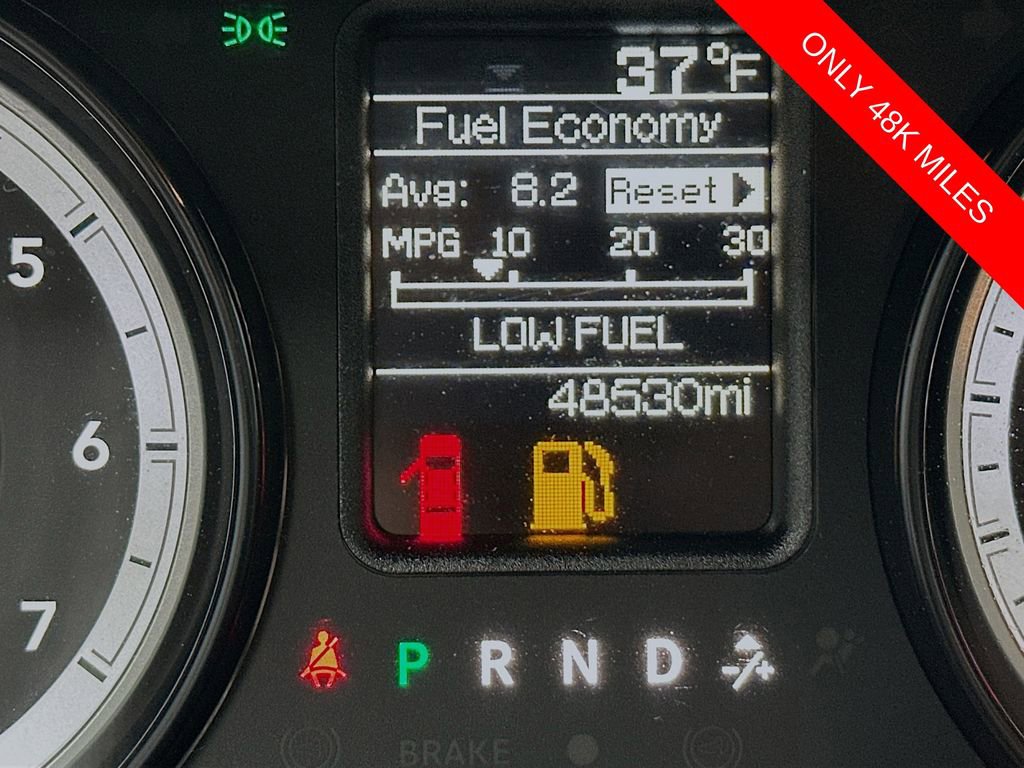 37°F
ONLY 48K MILES
Fuel Economy
Avg: 8.2 Reset
MPG 10 20 30
LOW FUEL
48530mi
5
6
7
P R N D
BRAKE